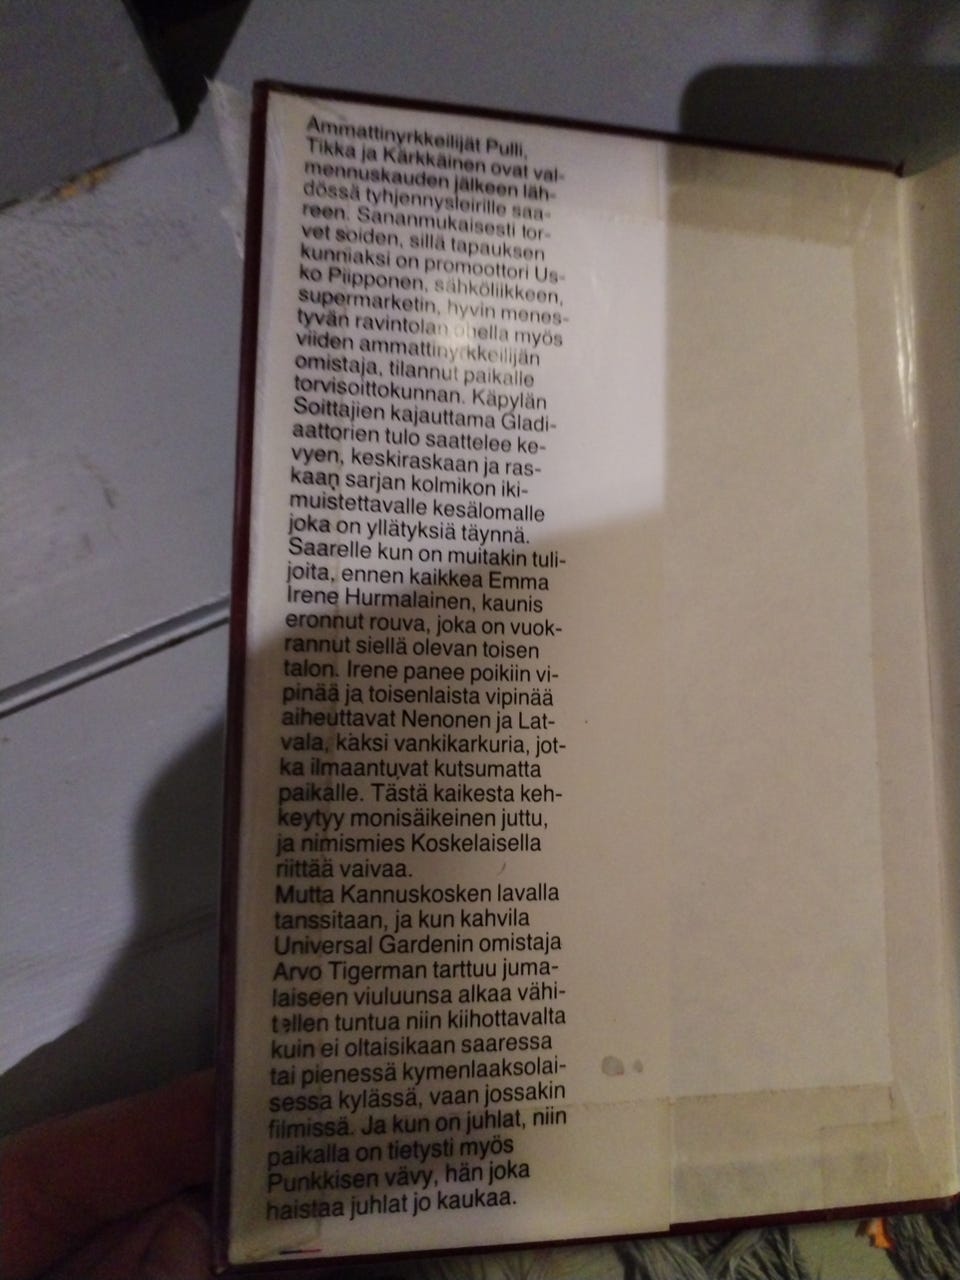 Ammattinyrkkeilijät Pulli,
Tikka ja Kärkkäinen ovat val-
mennuskauden jälkeen läh-
dössä tyhjennysleirille saa-
reen. Sananmukaisesti tor-
vet soiden, sillä tapauksen
kunniaksi on promoottori Us-
ko Piipponen, sähköliikkeen,
supermarketin, hyvin menes-
tyvän ravintolan ohella myös
viiden ammattinyrkkeilijän
omistaja, tilannut paikalle
torvisoittokunnan. Käpylän
Soittajien kajauttama Gladi-
aattorien tulo saattelee ke-
vyen, keskiraskaan ja ras-
kaan sarjan kolmikon iki-
muistettavalle kesälomalle
joka on yllätyksiä täynnä.
Saarelle kun on muitakin tuli-
joita, ennen kaikkea Emma
Irene Hurmalainen, kaunis
eronnut rouva, joka on vuok-
rannut siellä olevan toisen
talon. Irene panee poikiin vi-
pinää ja toisenlaista vipinää
aiheuttavat Nenonen ja Lat-
vala, kaksi vankikarkuria, jot-
ka ilmaantuvat kutsumatta
paikalle. Tästä kaikesta keh-
keytyy monisäikeinen juttu,
ja nimismies Koskelaisella
riittää vaivaa.
Mutta Kannuskosken lavalla
tanssitaan, ja kun kahvila
Universal Gardenin omistaja
Arvo Tigerman tarttuu juma-
laiseen viuluunsa alkaa vähi-
tellen tuntua niin kiihottavalta
kuin ei oltaisikaan saaressa
tai pienessä kymenlaaksolai-
sessa kylässä, vaan jossakin
filmissä. Ja kun on juhlat, niin
paikalla on tietysti myös
Punkkisen vävy, hän joka
haistaa juhlat jo kaukaa.